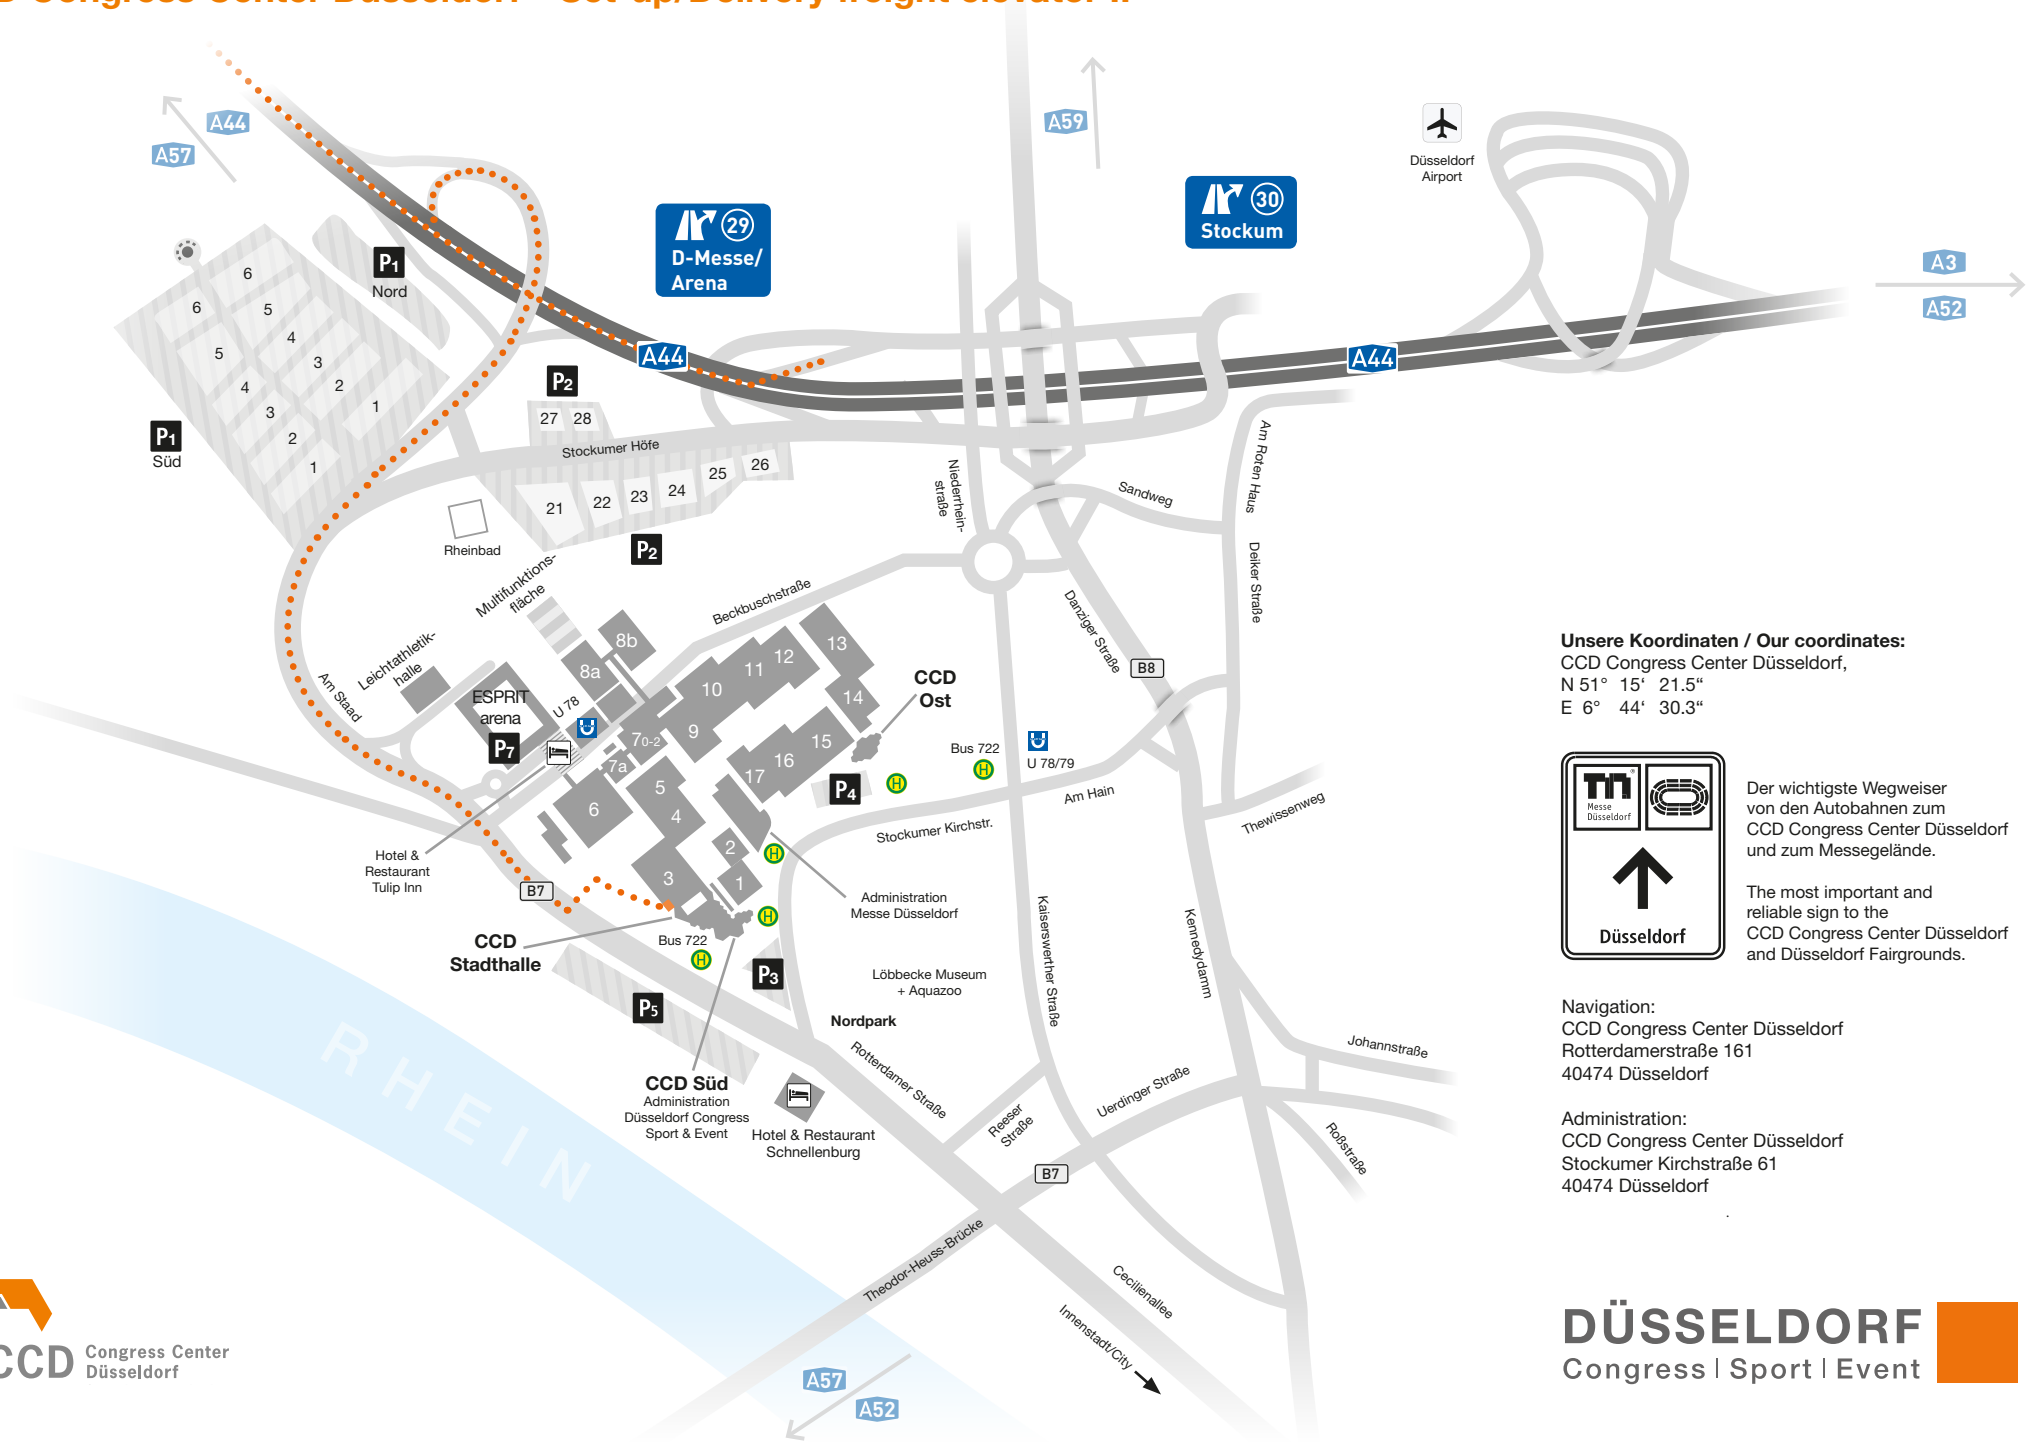 Congress Center Düsseldorf - Set-up/Delivery freight elevator II
A44
A57
A59
Düsseldorf
Airport
29
D-Messe/
Arena
30
Stockum
A3
A52
P1
Nord
6
6
5
5
4
4
3
3
2
2
1
1
P1
Süd
A44
A44
P2
27
28
Stockumer Höfe
21
22
23
24
25
26
P2
Rheinbad
Niederrhein-
straße
Sandweg
Am Roten Haus
Deiker Straße
Danziger Straße
B8
Multifunktions-
fläche
Beckbuschstraße
Leichtathletik-
halle
Am Staad
ESPRIT
arena
P7
U 78
8b
8a
13
12
11
10
9
14
15
16
17
70-2
7a
6
5
4
3
2
1
CCD
Ost
P4
H
Bus 722
H
U 78/79
Am Hain
Stockumer Kirchstr.
Thewissenweg
Hotel &
Restaurant
Tulip Inn
B7
H
Administration
Messe Düsseldorf
H
CCD
Stadthalle
Bus 722
H
P3
P5
Löbbecke Museum
+ Aquazoo
Nordpark
Kaiserswerther Straße
Kennedydamm
Johannstraße
Rotterdamer Straße
Uerdinger Straße
Reeser
Straße
Roßstraße
CCD Süd
Administration
Düsseldorf Congress
Sport & Event
Hotel & Restaurant
Schnellenburg
RHEIN
B7
Theodor-Heuss-Brücke
Cecilienallee
Innenstadt/City
A57
A52
Unsere Koordinaten / Our coordinates:
CCD Congress Center Düsseldorf,
N 51° 15‘ 21.5“
E 6° 44‘ 30.3“
Messe
Düsseldorf
®
Düsseldorf
Der wichtigste Wegweiser
von den Autobahnen zum
CCD Congress Center Düsseldorf
und zum Messegelände.
The most important and
reliable sign to the
CCD Congress Center Düsseldorf
and Düsseldorf Fairgrounds.
Navigation:
CCD Congress Center Düsseldorf
Rotterdamerstraße 161
40474 Düsseldorf
Administration:
CCD Congress Center Düsseldorf
Stockumer Kirchstraße 61
40474 Düsseldorf
.
CCD Congress Center
Düsseldorf
DÜSSELDORF
Congress | Sport | Event